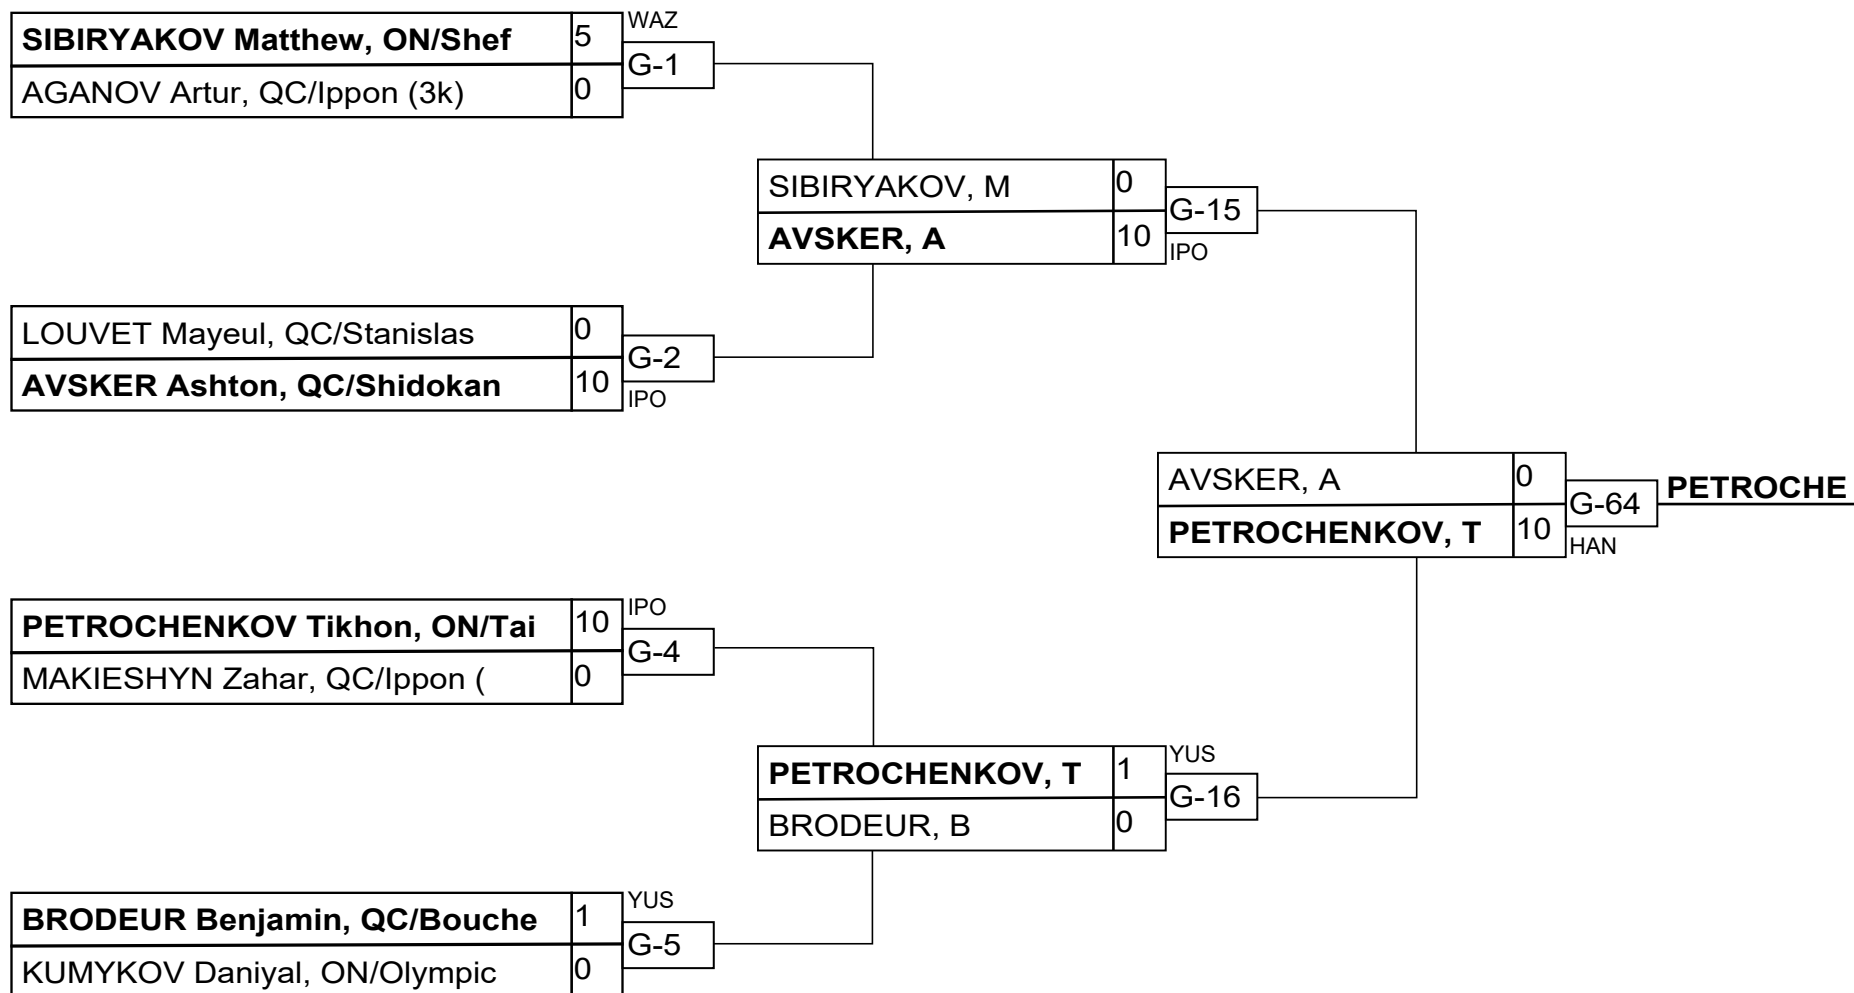 SIBIRYAKOV Matthew, ON/Shef 5 WAZ
G-1
AGANOV Artur, QC/Ippon (3k) 0
SIBIRYAKOV, M 0
G-15
AVSKER, A 10 IPO
LOUVET Mayeul, QC/Stanislas 0
G-2
AVSKER Ashton, QC/Shidokan 10 IPO
AVSKER, A 0
G-64 PETROCHE
PETROCHENKOV, T 10 HAN
PETROCHENKOV Tikhon, ON/Tai 10 IPO
G-4
MAKIESHYN Zahar, QC/Ippon ( 0
PETROCHENKOV, T 1 YUS
G-16
BRODEUR, B 0
BRODEUR Benjamin, QC/Bouche 1 YUS
G-5
KUMYKOV Daniyal, ON/Olympic 0